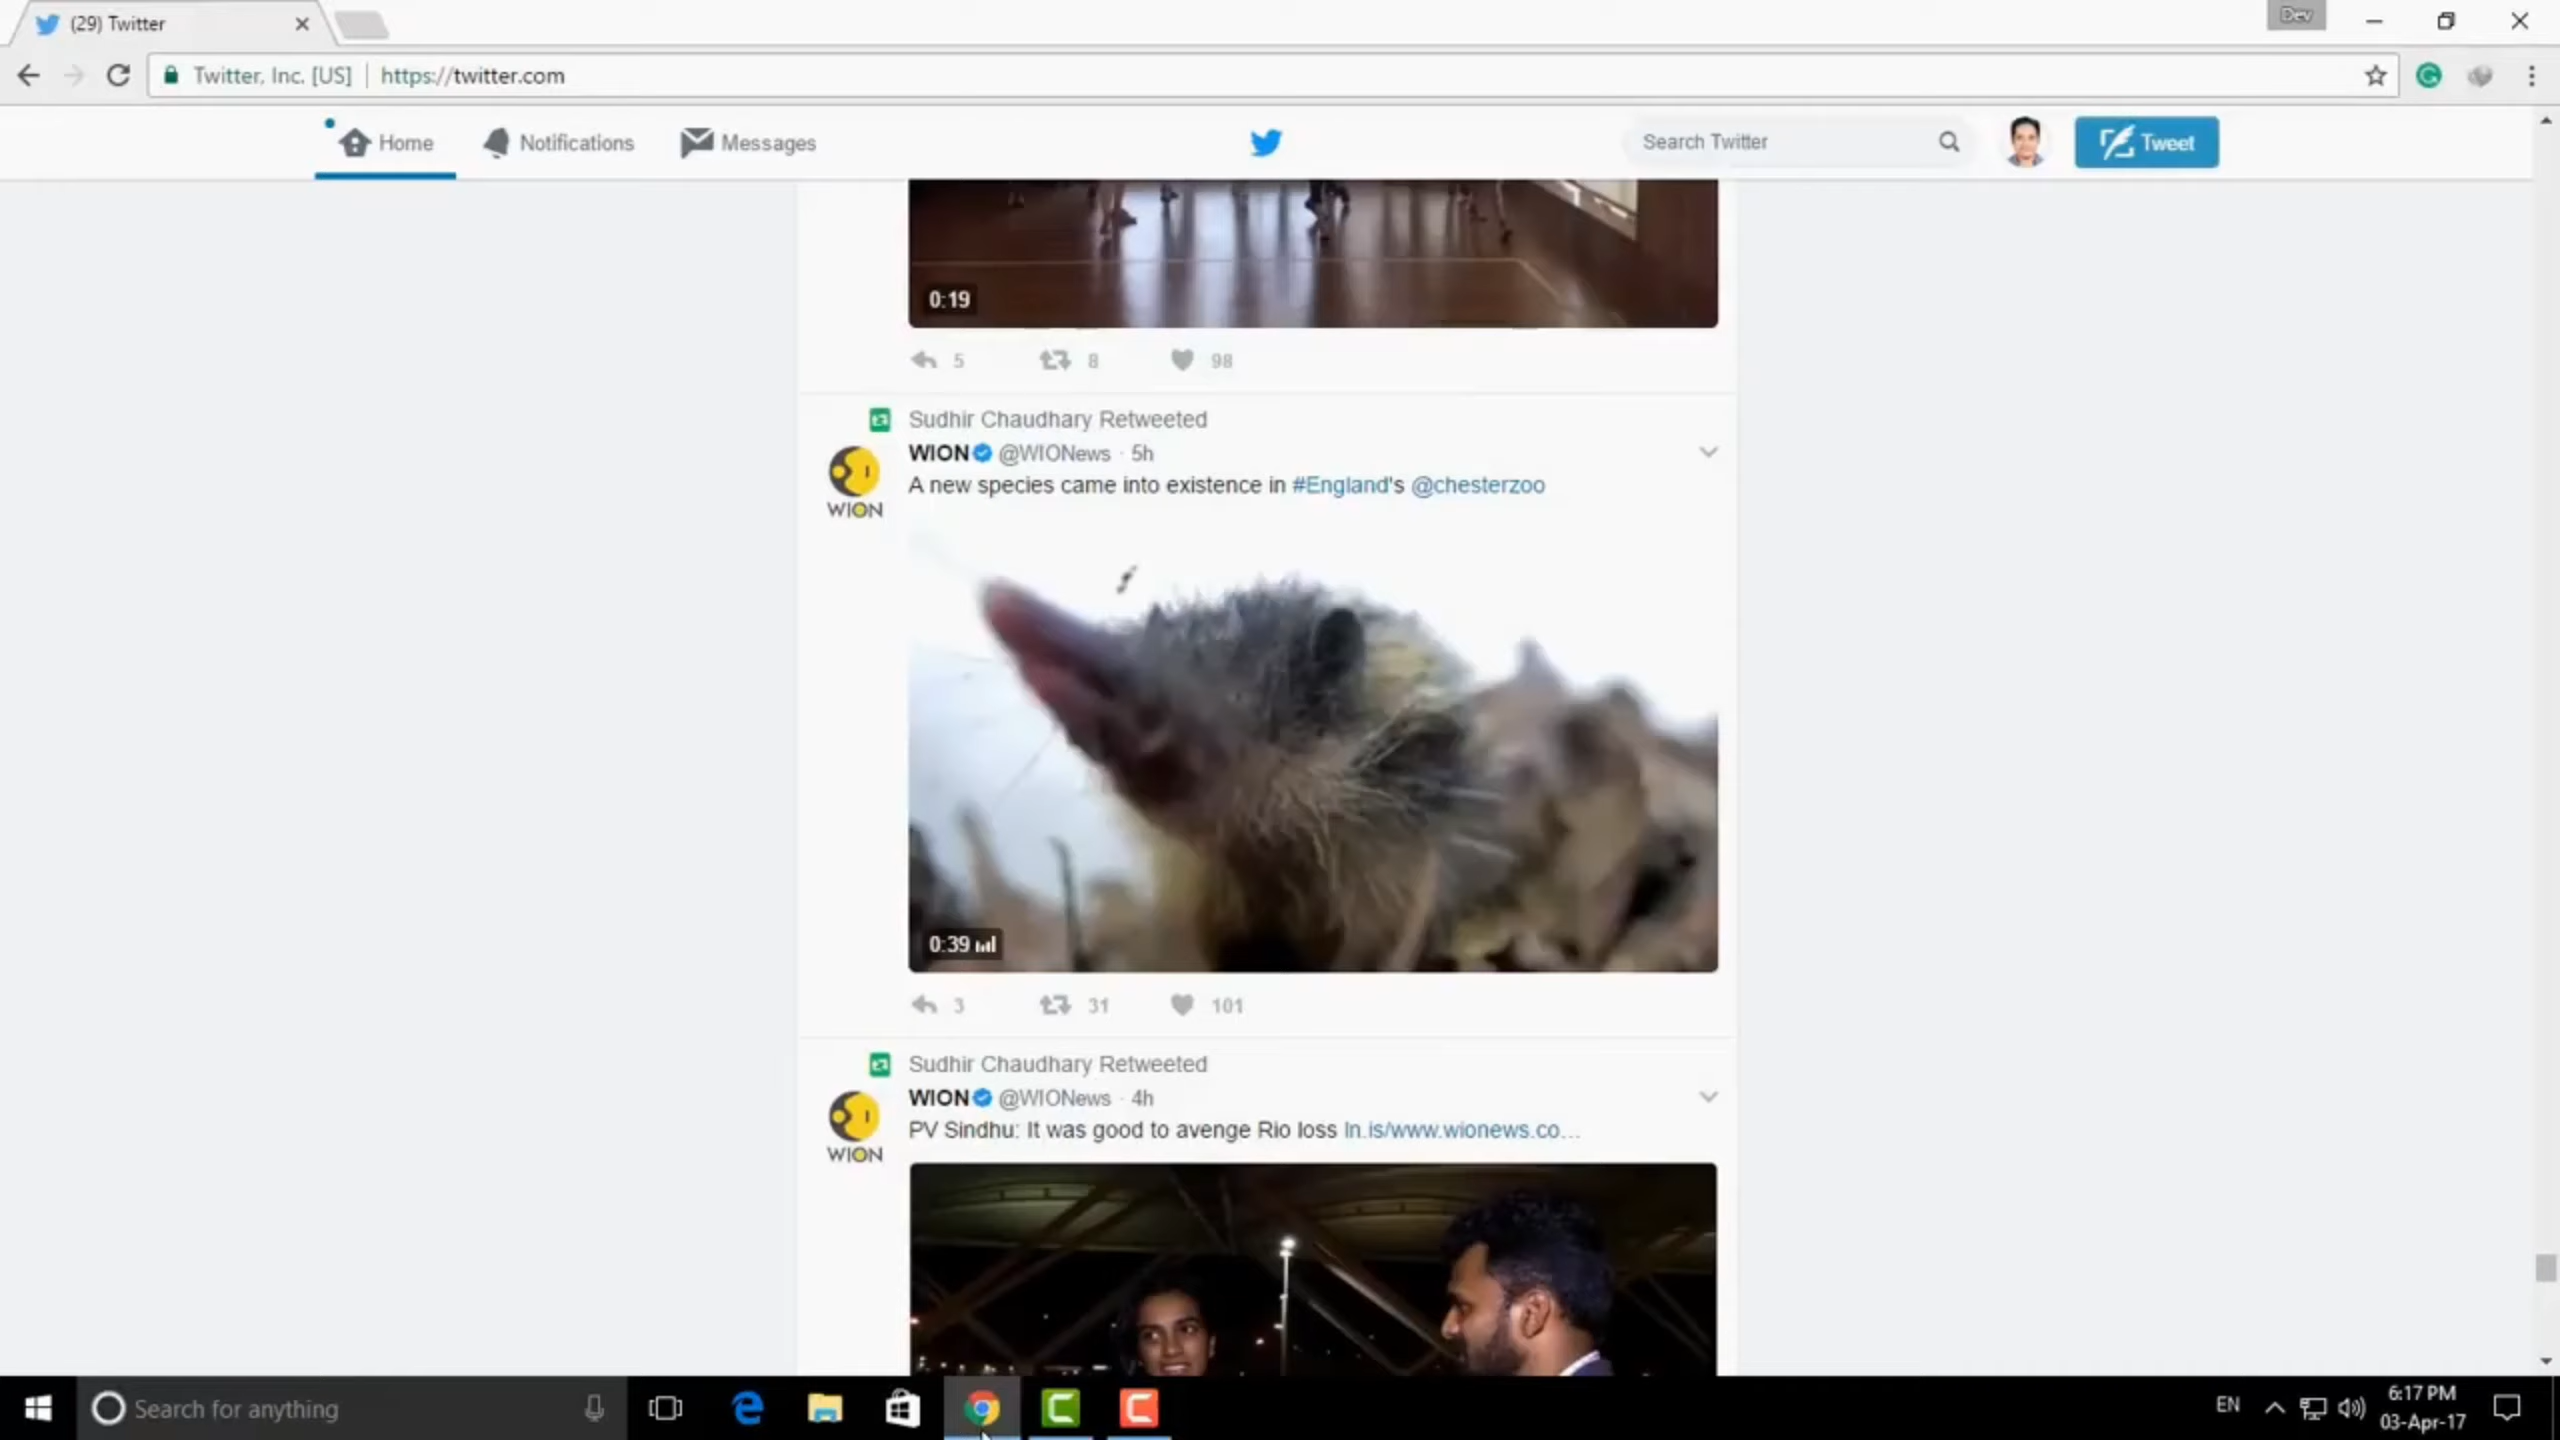 (29) Twitter
Dev
Twitter, Inc. [US] | https://twitter.com
Home
Notifications
Messages
Search Twitter
Tweet
0:19
5 8 98
Sudhir Chaudhary Retweeted
WION @WIONews · 5h
A new species came into existence in #England's @chesterzoo
WION
0:39
3 31 101
Sudhir Chaudhary Retweeted
WION @WIONews · 4h
PV Sindhu: It was good to avenge Rio loss ln.is/www.wionews.co…
WION
Search for anything
EN
6:17 PM
03-Apr-17